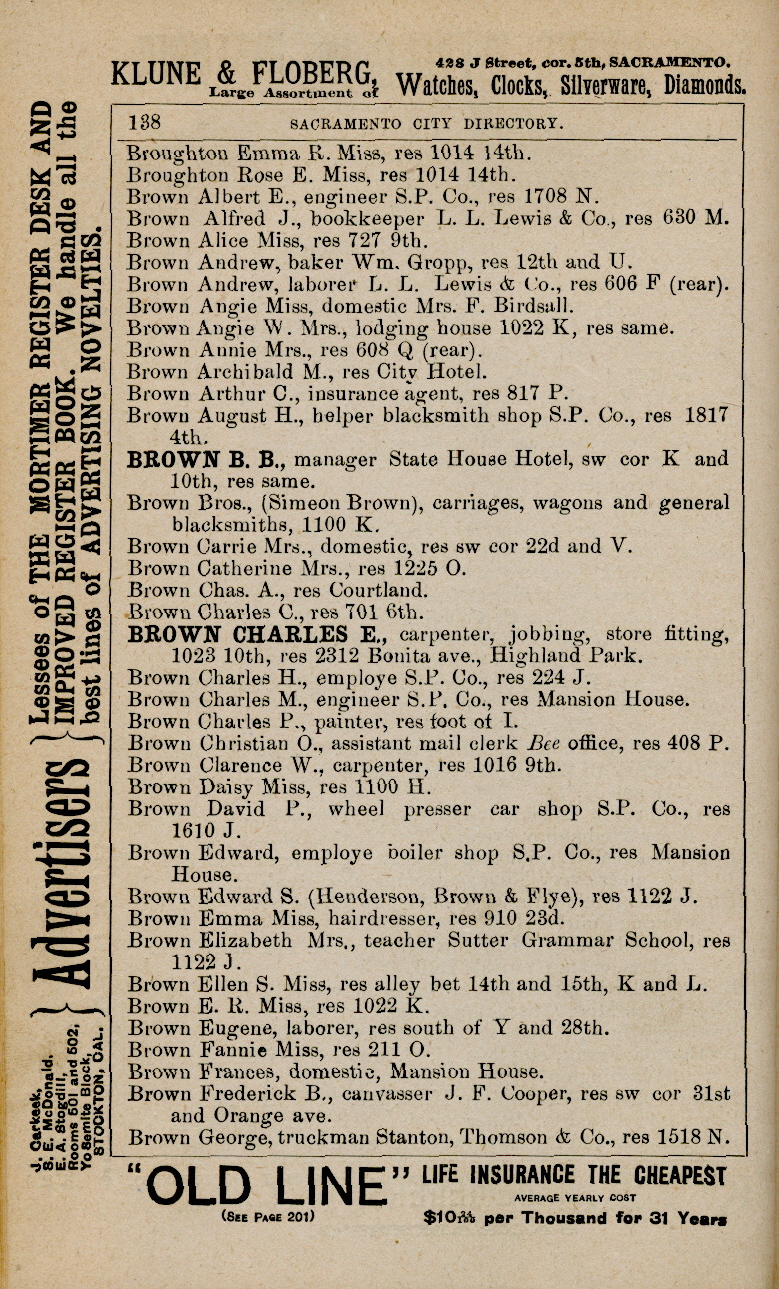 KLUNE & FLOBERG,
Large Assortment of
428 J Street, cor. 5th, SACRAMENTO.
Watches, Clocks, Silverware, Diamonds.
138 SACRAMENTO CITY DIRECTORY.
Broughton Emma R. Miss, res 1014 14th.
Broughton Rose E. Miss, res 1014 14th.
Brown Albert E., engineer S.P. Co., res 1708 N.
Brown Alfred J., bookkeeper L. L. Lewis & Co., res 630 M.
Brown Alice Miss, res 727 9th.
Brown Andrew, baker Wm. Gropp, res 12th and U.
Brown Andrew, laborer L. L. Lewis & Co., res 606 F (rear).
Brown Angie Miss, domestic Mrs. F. Birdsall.
Brown Angie W. Mrs., lodging house 1022 K, res same.
Brown Annie Mrs., res 608 Q (rear).
Brown Archibald M., res City Hotel.
Brown Arthur C., insurance agent, res 817 P.
Brown August H., helper blacksmith shop S.P. Co., res 1817
4th.
BROWN B. B., manager State House Hotel, sw cor K and
10th, res same.
Brown Bros., (Simeon Brown), carriages, wagons and general
blacksmiths, 1100 K.
Brown Carrie Mrs., domestic, res sw cor 22d and V.
Brown Catherine Mrs., res 1225 O.
Brown Chas. A., res Courtland.
Brown Charles C., res 701 6th.
BROWN CHARLES E., carpenter, jobbing, store fitting,
1023 10th, res 2312 Bonita ave., Highland Park.
Brown Charles H., employe S.P. Co., res 224 J.
Brown Charles M., engineer S.P. Co., res Mansion House.
Brown Charles P., painter, res foot of I.
Brown Christian O., assistant mail clerk Bee office, res 408 P.
Brown Clarence W., carpenter, res 1016 9th.
Brown Daisy Miss, res 1100 H.
Brown David P., wheel presser car shop S.P. Co., res
1610 J.
Brown Edward, employe boiler shop S.P. Co., res Mansion
House.
Brown Edward S. (Henderson, Brown & Flye), res 1122 J.
Brown Emma Miss, hairdresser, res 910 23d.
Brown Elizabeth Mrs., teacher Sutter Grammar School, res
1122 J.
Brown Ellen S. Miss, res alley bet 14th and 15th, K and L.
Brown E. R. Miss, res 1022 K.
Brown Eugene, laborer, res south of Y and 28th.
Brown Fannie Miss, res 211 O.
Brown Frances, domestic, Mansion House.
Brown Frederick B., canvasser J. F. Cooper, res sw cor 31st
and Orange ave.
Brown George, truckman Stanton, Thomson & Co., res 1518 N.
J. Carkeek,
S. E. McDonald,
E. A. Stogdill,
Rooms 501 and 502,
Yo Semite Block,
STOCKTON, CAL.
Advertisers
Lessees of THE MORTIMER REGISTER DESK AND
IMPROVED REGISTER BOOK. We handle all the
best lines of ADVERTISING NOVELTIES.
"OLD LINE"
(SEE PAGE 201)
LIFE INSURANCE THE CHEAPEST
AVERAGE YEARLY COST
per Thousand for 31 Years